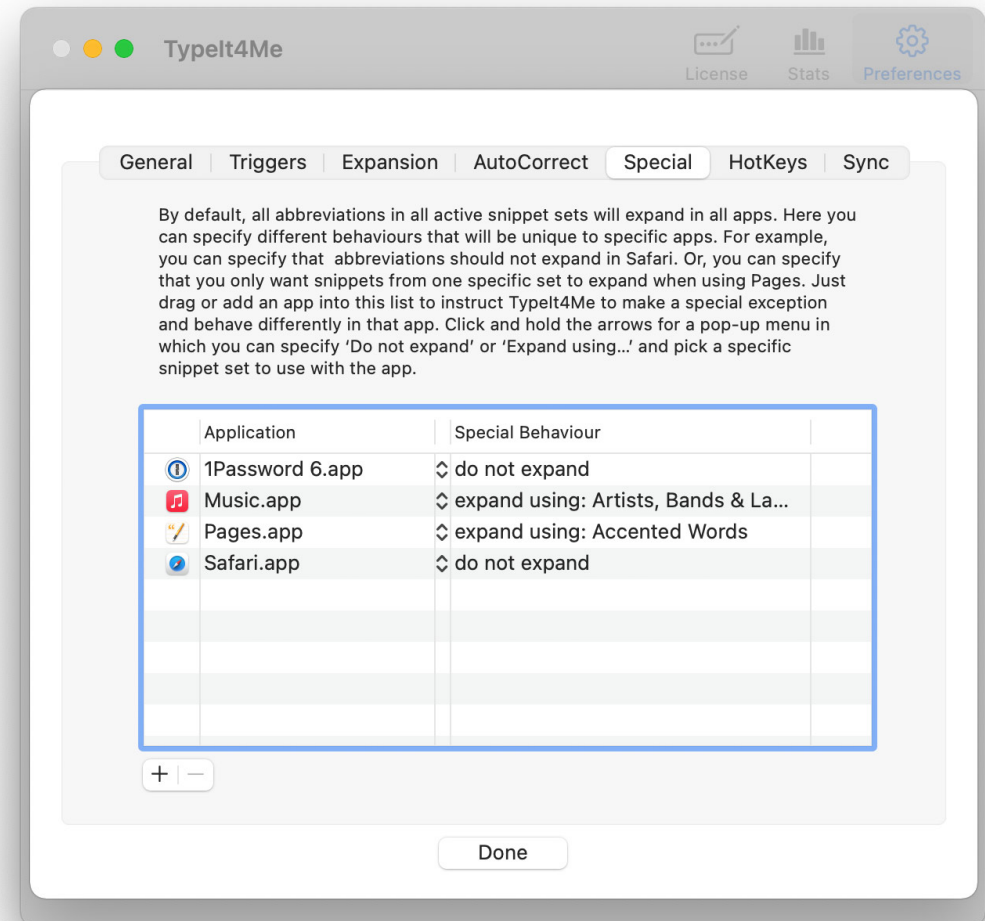 TypeIt4Me
License Stats Preferences
General Triggers Expansion AutoCorrect Special HotKeys Sync
By default, all abbreviations in all active snippet sets will expand in all apps. Here you
can specify different behaviours that will be unique to specific apps. For example,
you can specify that  abbreviations should not expand in Safari. Or, you can specify
that you only want snippets from one specific set to expand when using Pages. Just
drag or add an app into this list to instruct TypeIt4Me to make a special exception
and behave differently in that app. Click and hold the arrows for a pop-up menu in
which you can specify ‘Do not expand’ or ‘Expand using...’ and pick a specific
snippet set to use with the app.
Application Special Behaviour
1Password 6.app do not expand
Music.app expand using: Artists, Bands & La...
Pages.app expand using: Accented Words
Safari.app do not expand
Done